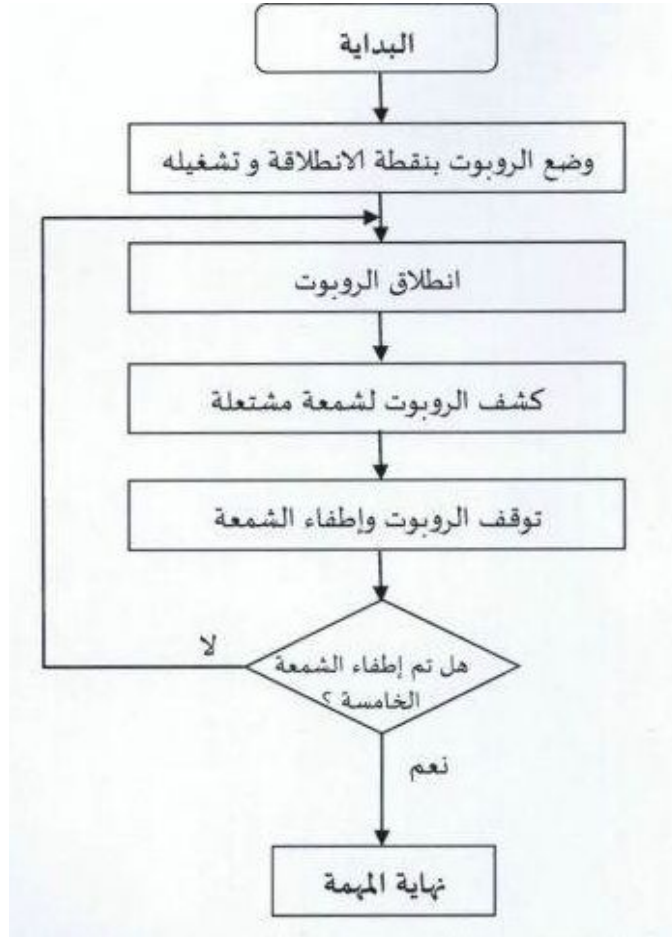 البداية
وضع الروبوت بنقطة الانطلاقة و تشغيله
انطلاق الروبوت
كشف الروبوت لشمعة مشتعلة
توقف الروبوت وإطفاء الشمعة
هل تم إطفاء الشمعة
الخامسة ؟
لا
نعم
نهاية المهمة